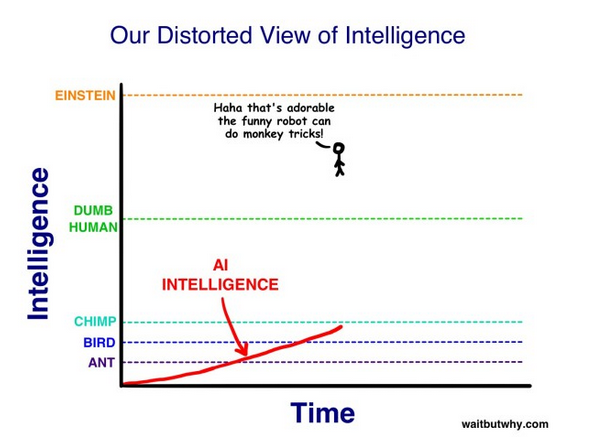 Our Distorted View of Intelligence
EINSTEIN
Haha that's adorable
the funny robot can
do monkey tricks!
DUMB
HUMAN
Intelligence
AI
INTELLIGENCE
CHIMP
BIRD
ANT
Time
waitbutwhy.com